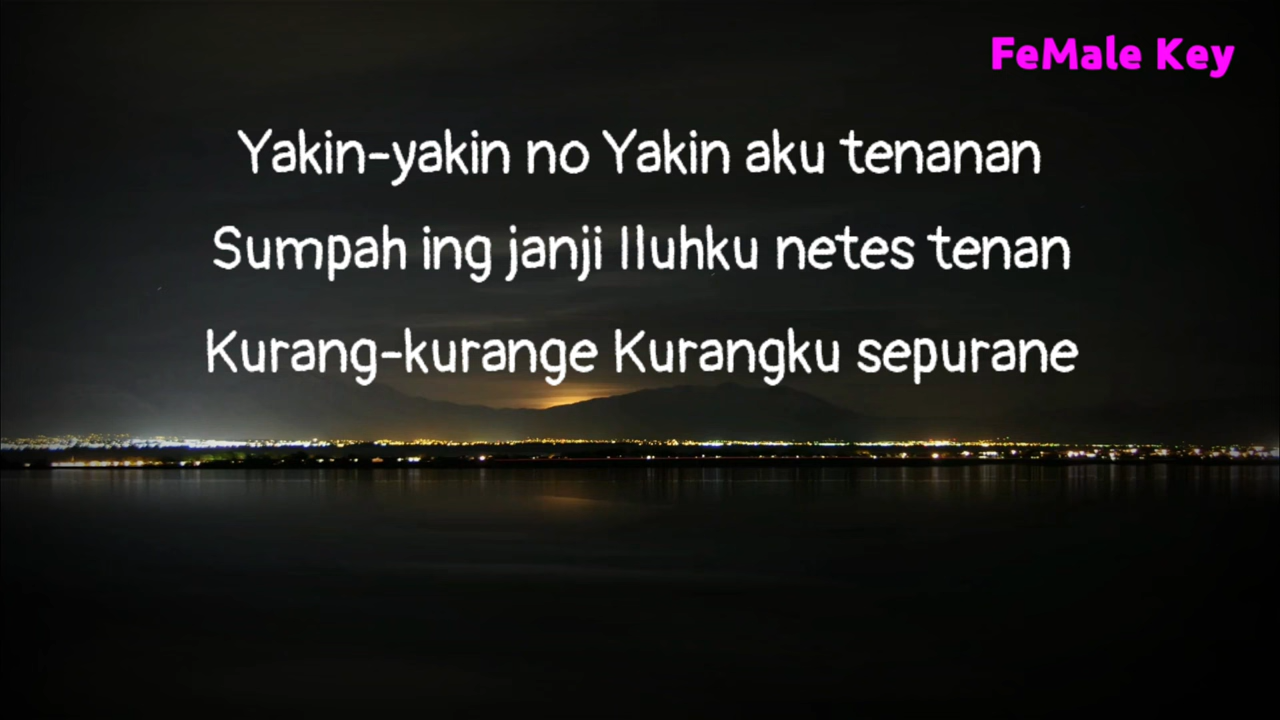 FeMale Key
Yakin-yakin no Yakin aku tenanan
Sumpah ing janji Iluhku netes tenan
Kurang-kurange Kurangku sepurane